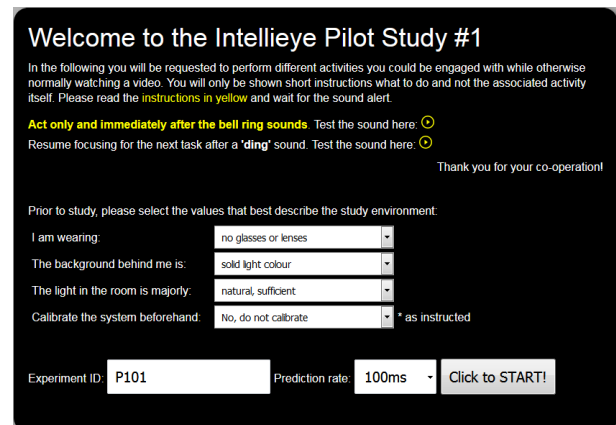 Welcome to the Intellieye Pilot Study #1
In the following you will be requested to perform different activities you could be engaged with while otherwise
normally watching a video. You will only be shown short instructions what to do and not the associated activity
itself. Please read the instructions in yellow and wait for the sound alert.
Act only and immediately after the bell ring sounds. Test the sound here:
Resume focusing for the next task after a 'ding' sound. Test the sound here:
Thank you for your co-operation!
Prior to study, please select the values that best describe the study environment:
I am wearing: no glasses or lenses
The background behind me is: solid light colour
The light in the room is majorly: natural, sufficient
Calibrate the system beforehand: No, do not calibrate * as instructed
Experiment ID: P101 Prediction rate: 100ms Click to START!